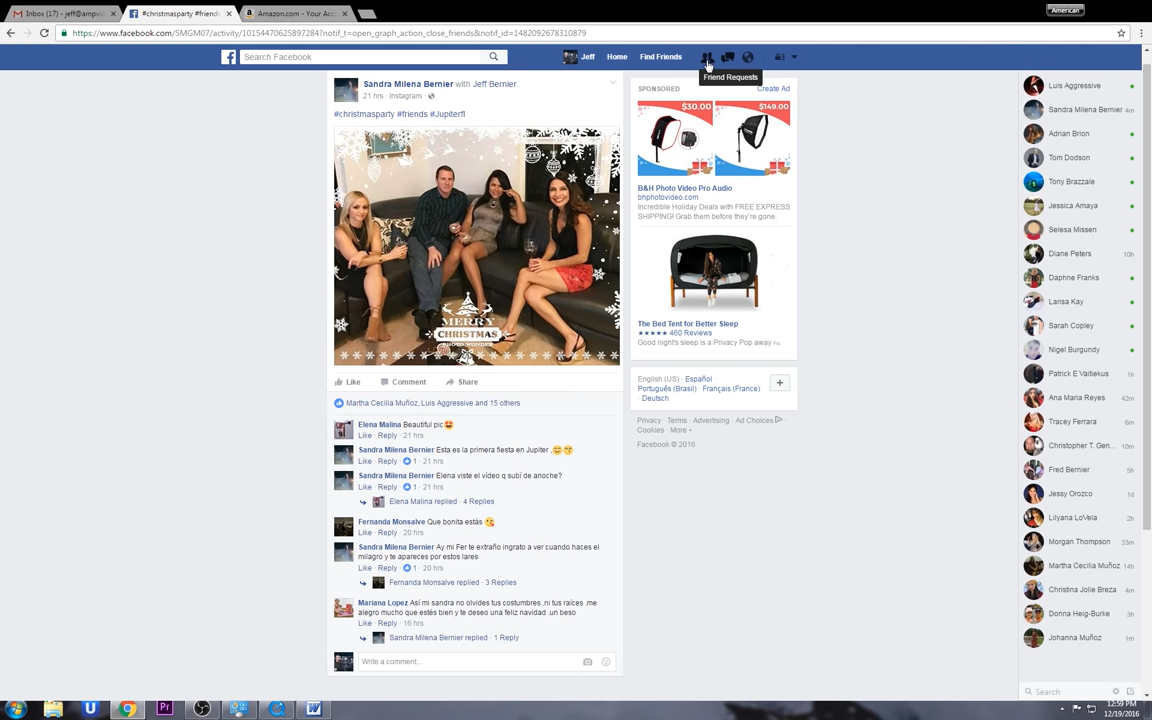 American
Inbox (17) - jeff@ampvis
#christmasparty #friends
Amazon.com - Your Acc
https://www.facebook.com/SMGM07/activity/10154470625897284?notif_t=open_graph_action_close_friends&notif_id=1482092678310879
Search Facebook
Jeff
Home
Find Friends
Friend Requests
Sandra Milena Bernier with Jeff Bernier.
21 hrs · Instagram ·
#christmasparty #friends #Jupiterfl
MERRY
CHRISTMAS
PHOTO WONDER
Like
Comment
Share
Martha Cecilia Muñoz, Luis Aggressive and 15 others
Elena Malina Beautiful pic😍
Like · Reply · 21 hrs
Sandra Milena Bernier Esta es la primera fiesta en Jupiter ,😊😚
Like · Reply · 1 · 21 hrs
Sandra Milena Bernier Elena viste el vídeo q subí de anoche?
Like · Reply · 1 · 21 hrs
Elena Malina replied · 4 Replies
Fernanda Monsalve Que bonita estás 😘
Like · Reply · 20 hrs
Sandra Milena Bernier Ay mi Fer te extraño ingrato a ver cuando haces el
milagro y te apareces por estos lares
Like · Reply · 1 · 20 hrs
Fernanda Monsalve replied · 3 Replies
Mariana Lopez Así mi sandra no olvides tus costumbres .ni tus raíces .me
alegro mucho que estés bien y te deseo una feliz navidad .un beso
Like · Reply · 16 hrs
Sandra Milena Bernier replied · 1 Reply
Write a comment...
SPONSORED
Create Ad
$30.00
$149.00
B&H Photo Video Pro Audio
bhphotovideo.com
Incredible Holiday Deals with FREE EXPRESS
SHIPPING! Grab them before they're gone.
The Bed Tent for Better Sleep
★★★★★ 460 Reviews
Good night's sleep is a Privacy Pop away
English (US) · Español ·
Português (Brasil) · Français (France)
· Deutsch
Privacy · Terms · Advertising · Ad Choices
Cookies · More
Facebook © 2016
Luis Aggressive
Sandra Milena Bernier 4m
Adrian Brion
Tom Dodson
Tony Brazzale
Jessica Amaya
Selesa Missen
Diane Peters 10h
Daphne Franks
Larisa Kay
Sarah Copley
Nigel Burgundy
Patrick E Vaitiekus 1h
Ana Maria Reyes 42m
Tracey Ferrara 6m
Christopher T. Gen... 10m
Fred Bernier 5h
Jessy Orozco 1d
Lilyana LoVela 2h
Morgan Thompson 33m
Martha Cecilia Muñoz 14h
Christina Jolie Breza 4m
Donna Heig-Burke 3h
Johanna Muñoz 1m
Search
Pr
12:59 PM
12/19/2016